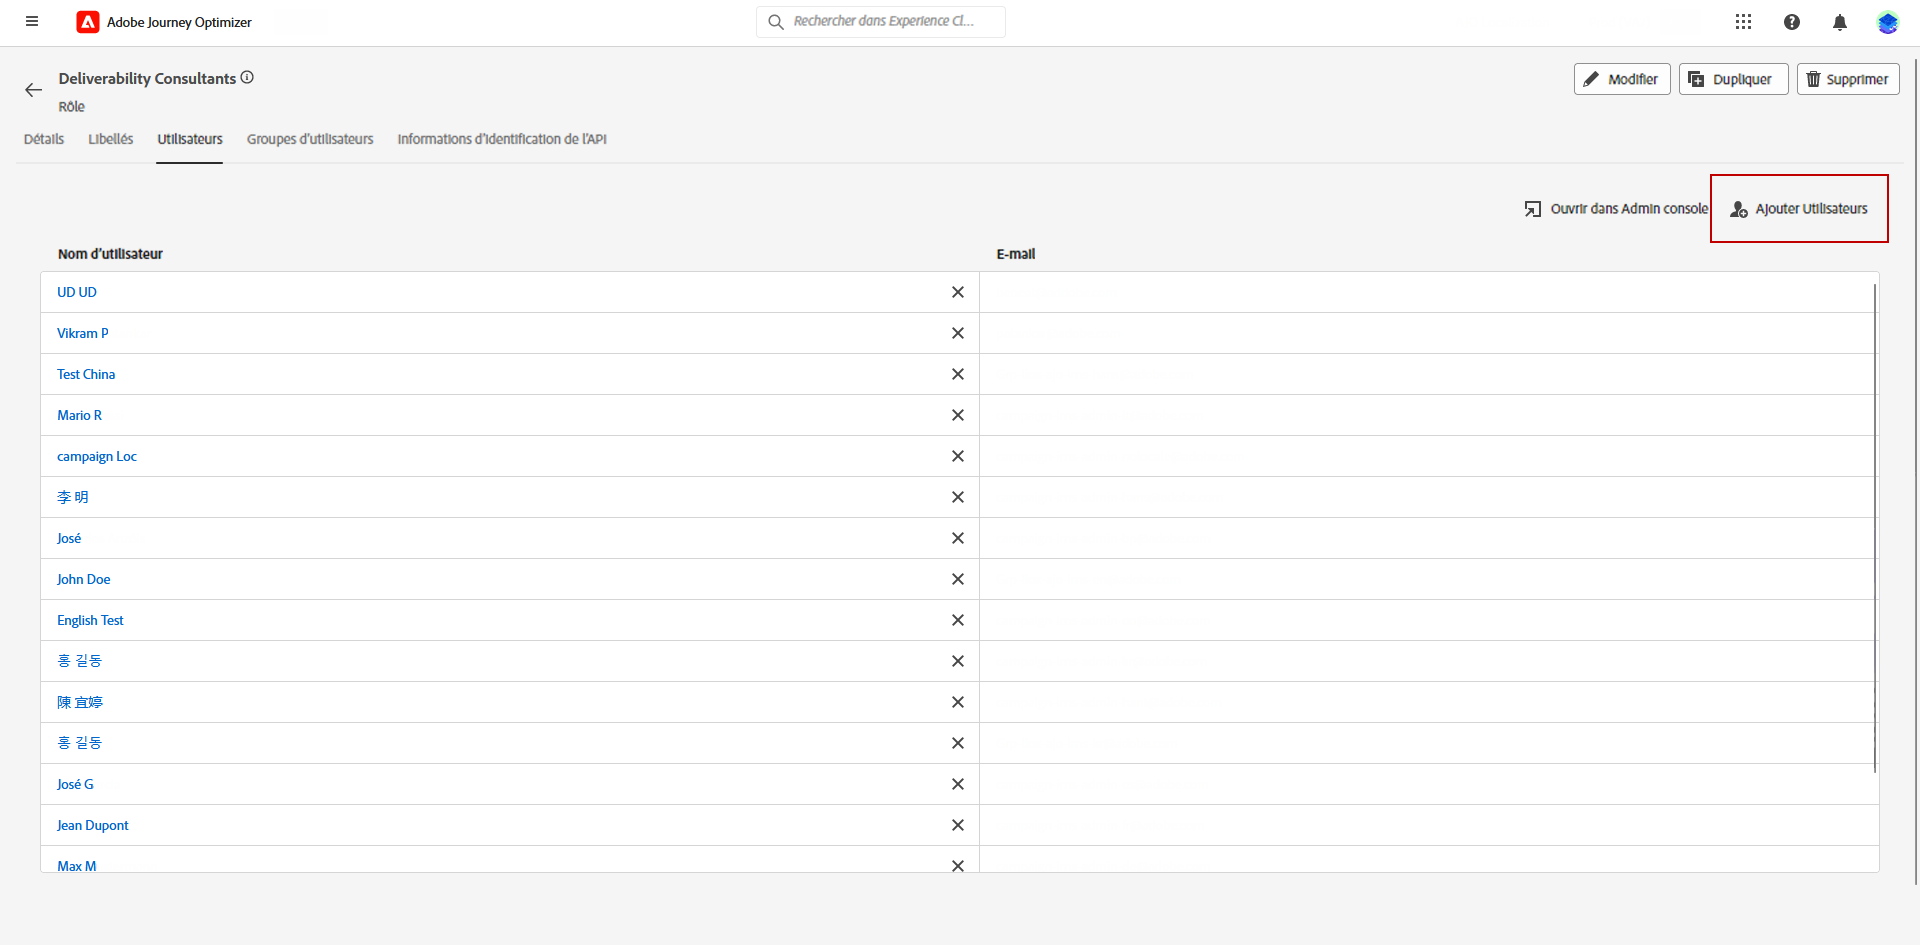 Adobe Journey Optimizer
Rechercher dans Experience Cl...
Deliverability Consultants
Rôle
Modifier
Dupliquer
Supprimer
Détails
Libellés
Utilisateurs
Groupes d'utilisateurs
Informations d'identification de l'API
Ouvrir dans Admin console
Ajouter Utilisateurs
Nom d'utilisateur
E-mail
UD UD
Vikram P
Test China
Mario R
campaign Loc
李 明
José
John Doe
English Test
홍 길동
陳 宜婷
홍 길동
José G
Jean Dupont
Max M